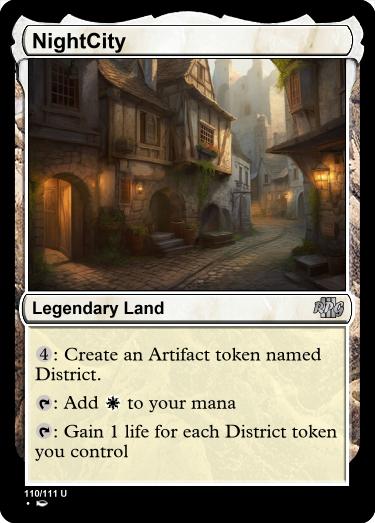 NightCity
Legendary Land
RPG
4: Create an Artifact token named
District.
: Add to your mana
: Gain 1 life for each District token
you control
110/111 U